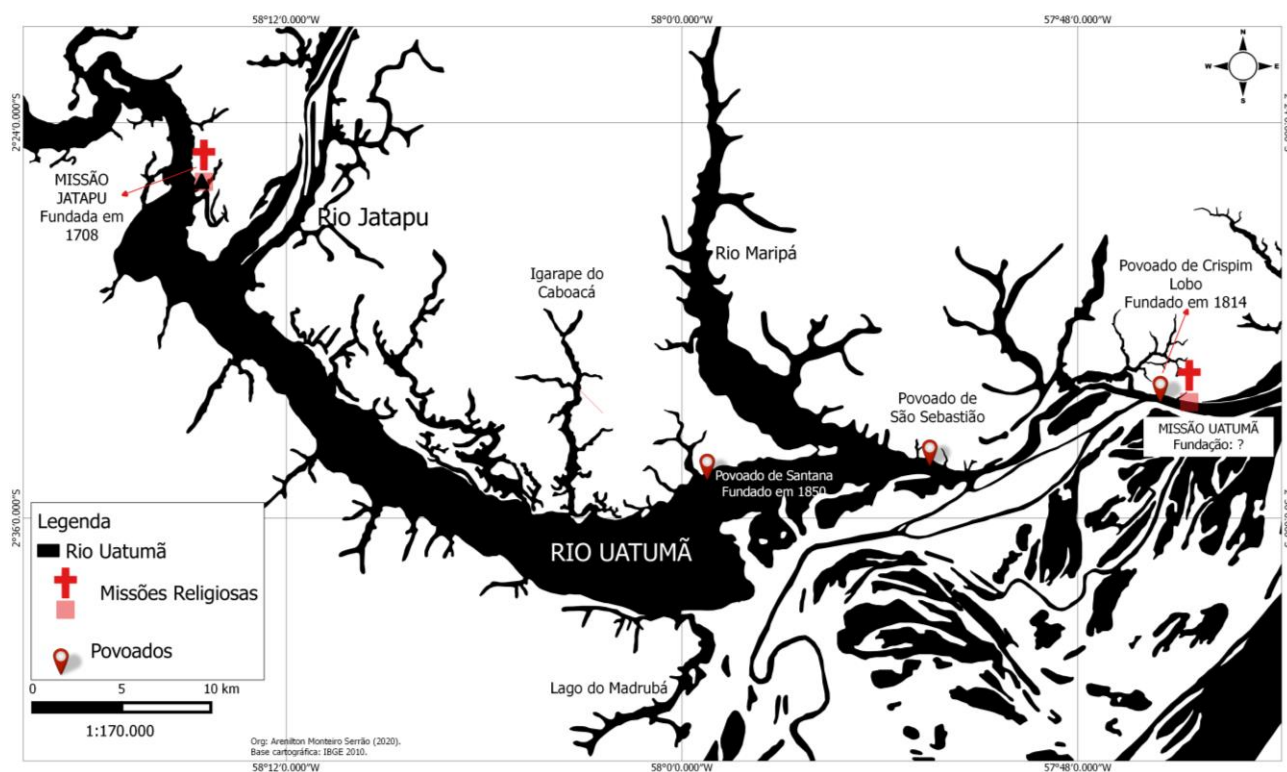 58°12'0.000"W
58°0'0.000"W
57°48'0.000"W
N
W
E
S
2°24'0.000"S
MISSÃO
JATAPU
Fundada em
1708
Rio Jatapu
Igarape do
Caboacá
Rio Maripá
Povoado de Crispim
Lobo
Fundado em 1814
Povoado de
São Sebastião
MISSÃO UATUMÃ
Fundação: ?
Povoado de Santana
Fundado em 1850
2°36'0.000"S
RIO UATUMÃ
Lago do Madrubá
Legenda
Rio Uatumã
Missões Religiosas
Povoados
0
5
10 km
1:170.000
Org: Arenilton Monteiro Serrão (2020).
Base cartográfica: IBGE 2010.
58°12'0.000"W
58°0'0.000"W
57°48'0.000"W